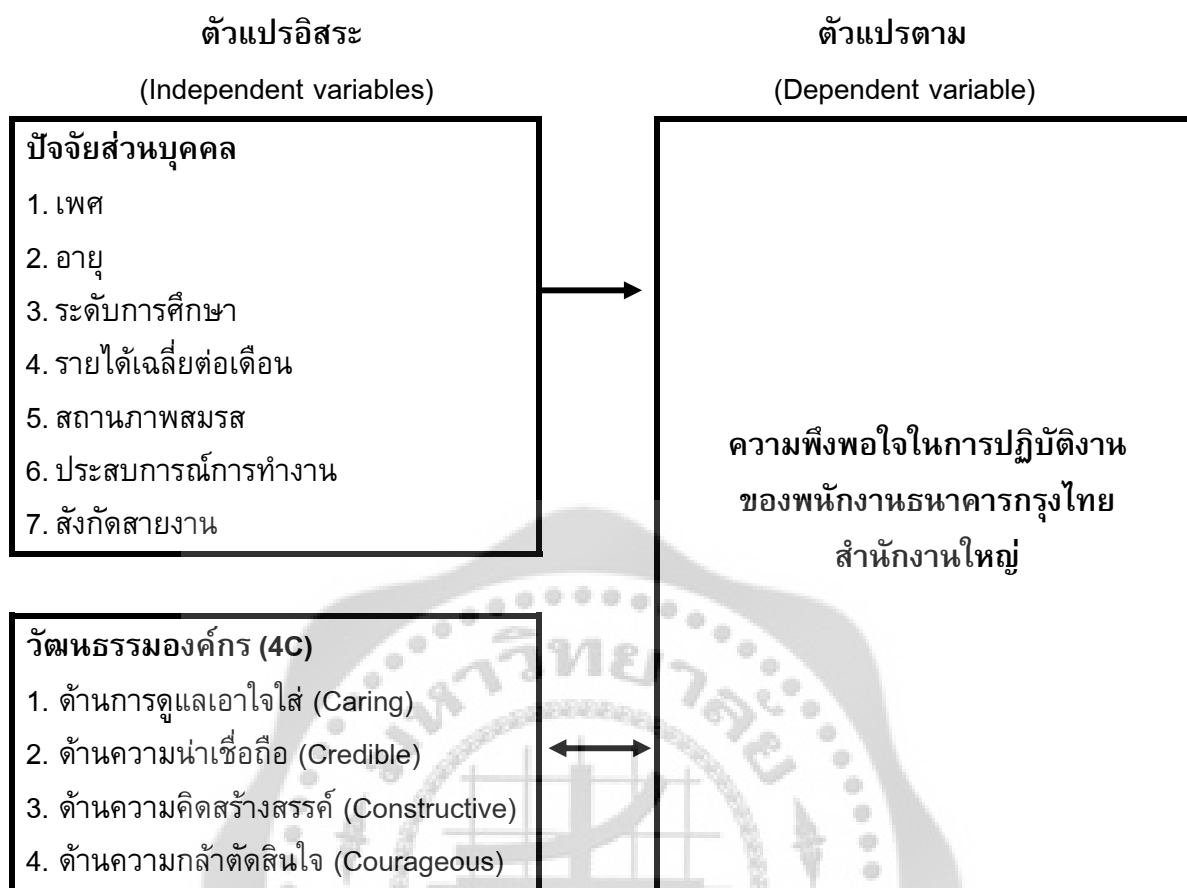 ตัวแปรอิสระ
(Independent variables)
ปัจจัยส่วนบุคคล
1. เพศ
2. อายุ
3. ระดับการศึกษา
4. รายได้เฉลี่ยต่อเดือน
5. สถานภาพสมรส
6. ประสบการณ์การทำงาน
7. สังกัดสายงาน
วัฒนธรรมองค์กร (4C)
1. ด้านการดูแลเอาใจใส่ (Caring)
2. ด้านความน่าเชื่อถือ (Credible)
3. ด้านความคิดสร้างสรรค์ (Constructive)
4. ด้านความกล้าตัดสินใจ (Courageous)
ตัวแปรตาม
(Dependent variable)
ความพึงพอใจในการปฏิบัติงาน
ของพนักงานธนาคารกรุงไทย
สำนักงานใหญ่
มหาวิทยาลัย